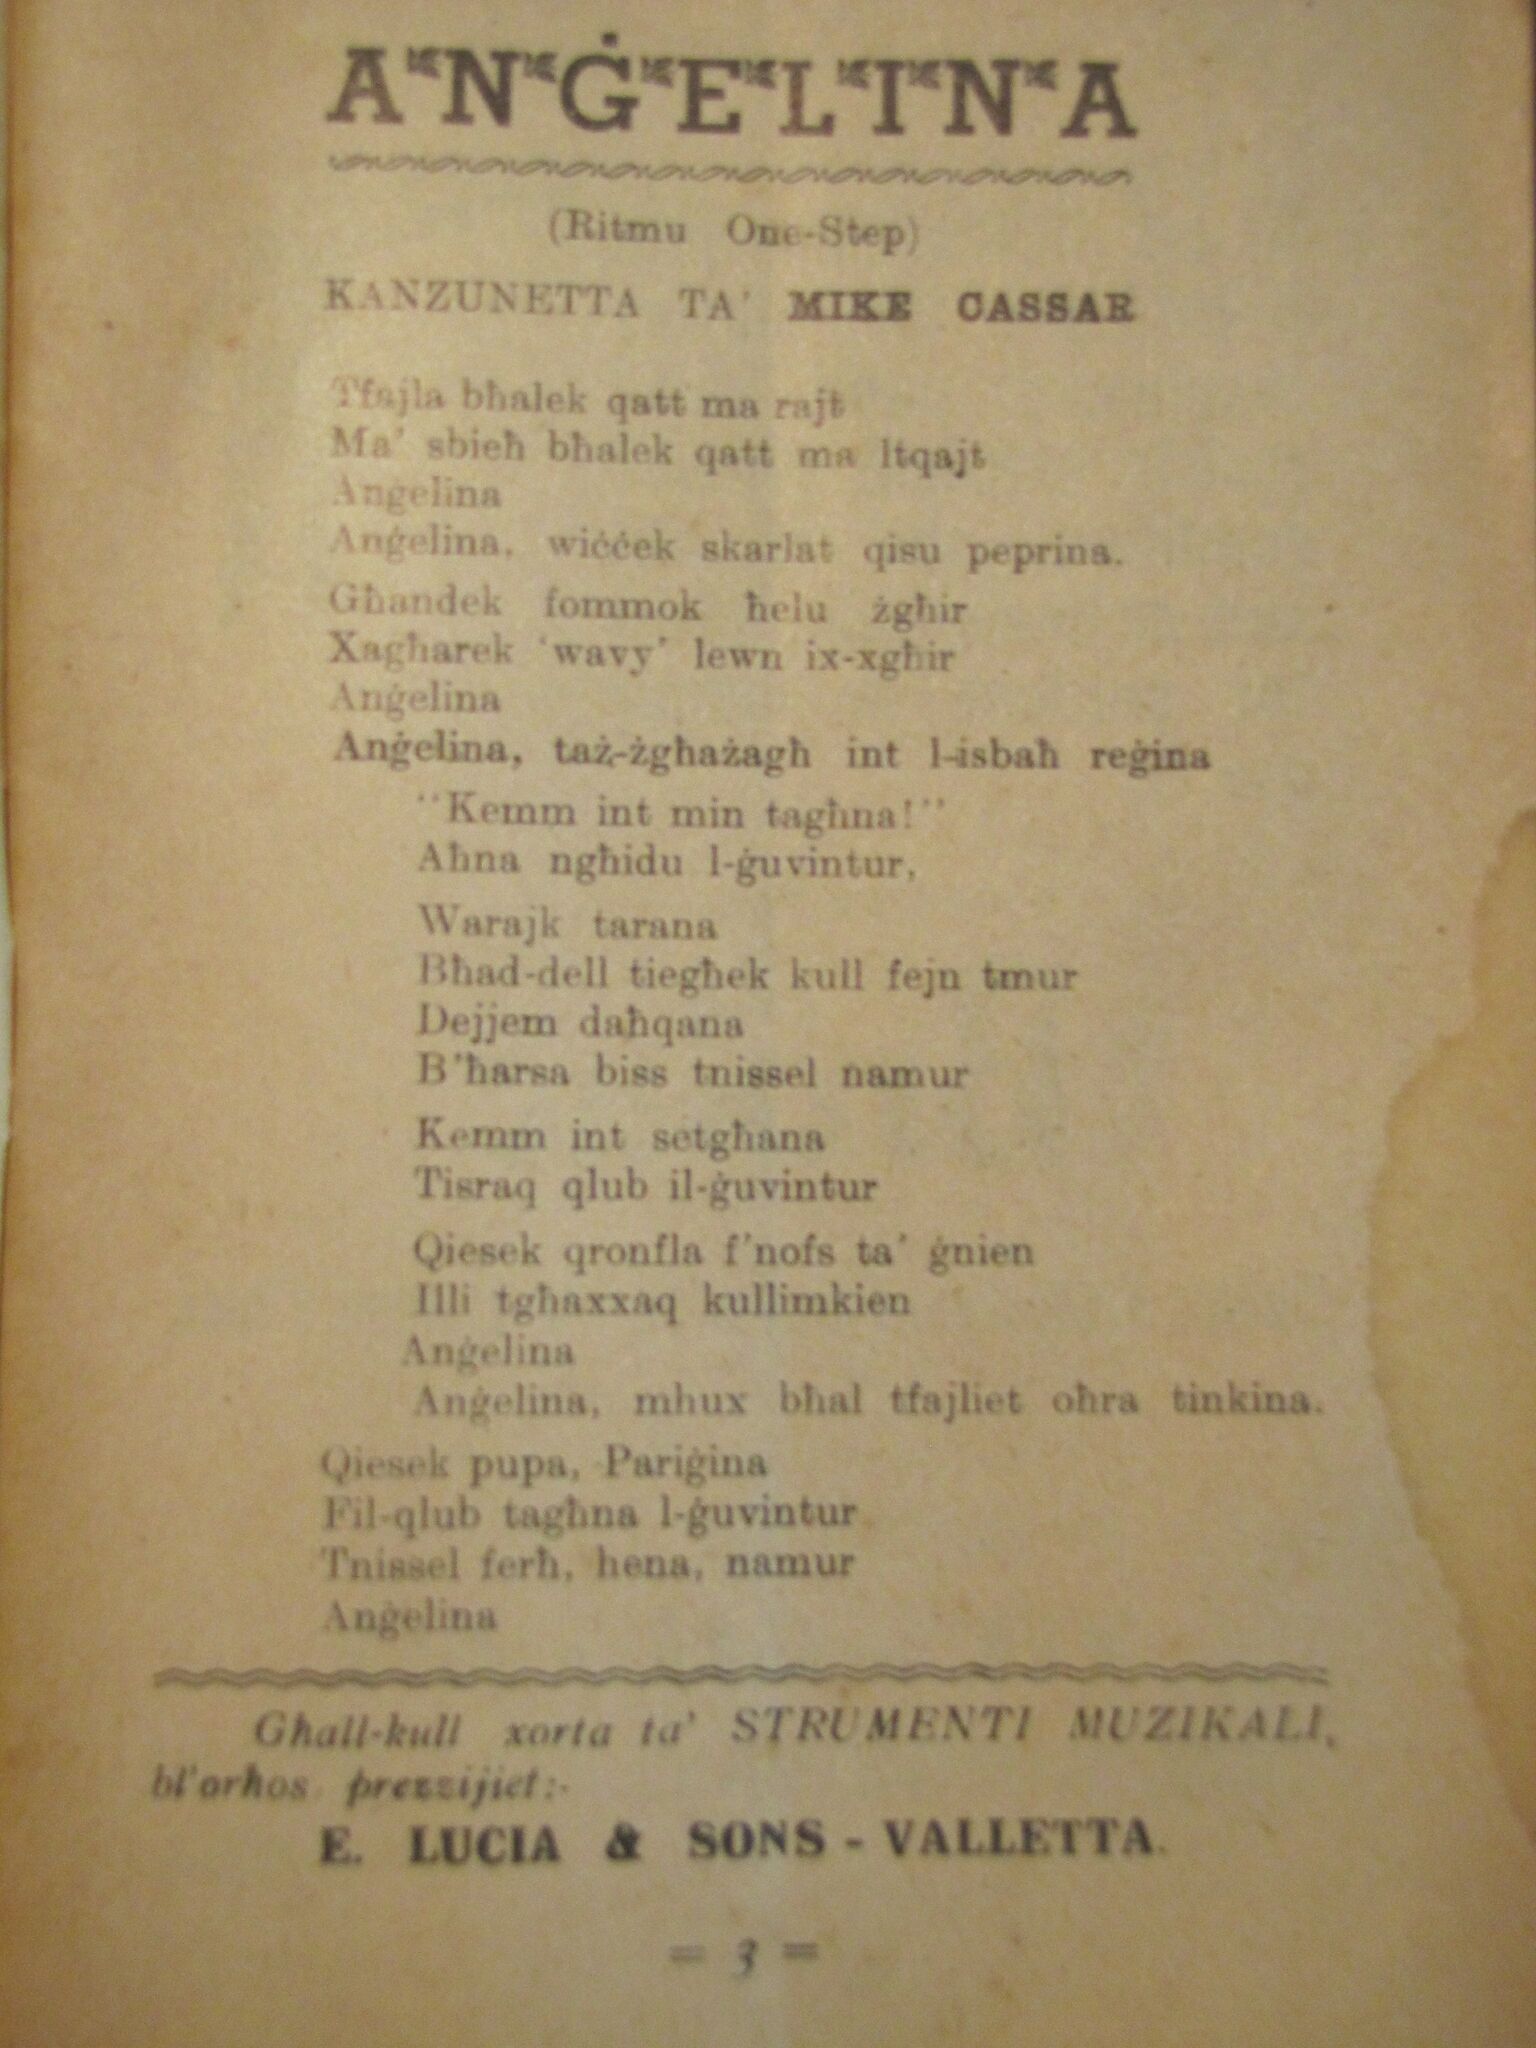 ANĠELINA
(Ritmu One-Step)
KANZUNETTA TA' MIKE CASSAR
Tfajla bħalek qatt ma rajt
Ma' sbieħ bħalek qatt ma ltqajt
Anġelina
Anġelina, wiċċek skarlat qisu peprina.
Għandek fommok ħelu żgħir
Xagħarek 'wavy' lewn ix-xgħir
Anġelina
Anġelina, taż-żgħażagħ int l-isbaħ reġina
"Kemm int min tagħna!"
Aħna ngħidu l-ġuvintur,
Warajk tarana
Bħad-dell tiegħek kull fejn tmur
Dejjem daħqana
B'ħarsa biss tnissel namur
Kemm int setgħana
Tisraq qlub il-ġuvintur
Qiesek qronfla f'nofs ta' ġnien
Illi tgħaxxaq kullimkien
Anġelina
Anġelina, mhux bħal tfajliet oħra tinkina.
Qiesek pupa, Pariġina
Fil-qlub tagħna l-ġuvintur
Tnissel ferħ, hena, namur
Anġelina
Għall-kull xorta ta' STRUMENTI MUZIKALI,
bl'orħos prezzijiet:-
E. LUCIA & SONS - VALLETTA.
= 3 =